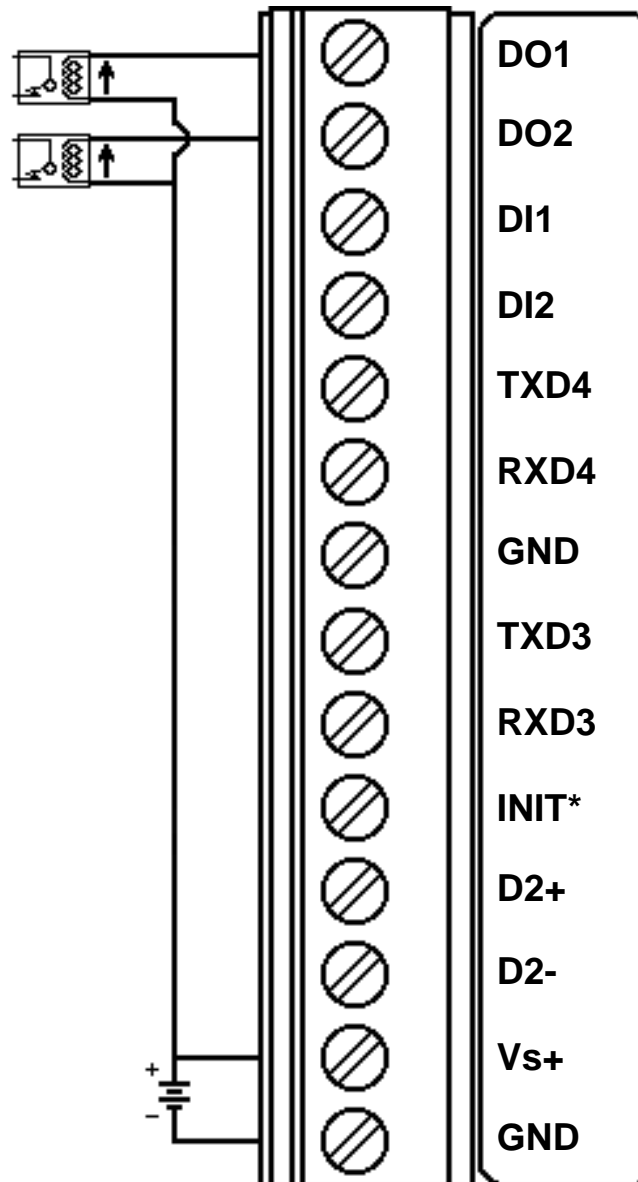 DO1
DO2
DI1
DI2
TXD4
RXD4
GND
TXD3
RXD3
INIT*
D2+
D2-
Vs+
+
−
GND